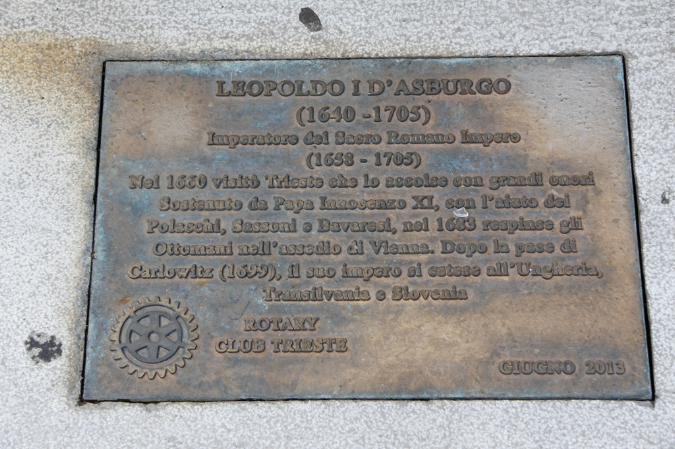 LEOPOLDO I D'ASBURGO
(1640 -1705)
Imperatore del Sacro Romano Impero
(1658 - 1705)
Nel 1660 visitò Trieste che lo accolse con grandi onori
Sostenuto da Papa Innocenzo XI, con l'aiuto dei
Polacchi, Sassoni e Bavaresi, nel 1683 respinse gli
Ottomani nell'assedio di Vienna. Dopo la pase di
Carlowitz (1699), il suo impero si estese all'Ungheria,
Transilvania e Slovenia
ROTARY
CLUB TRIESTE
GIUGNO 2013